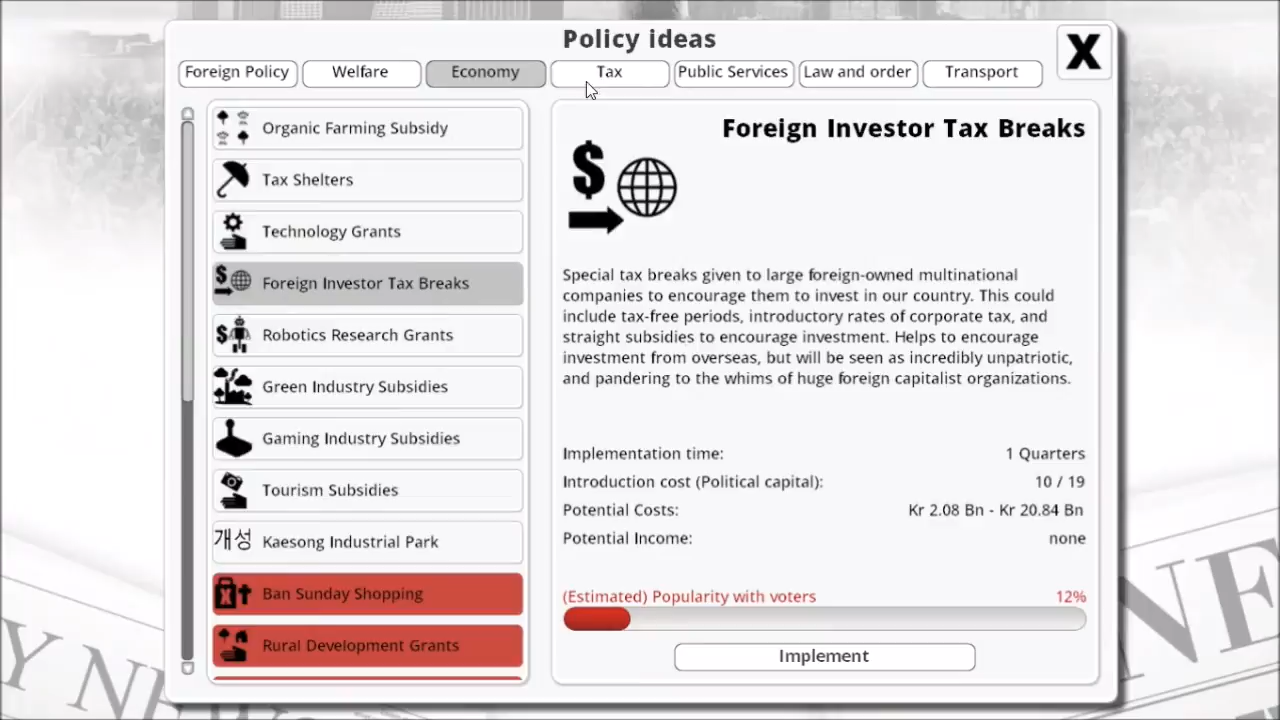 Policy ideas
X
Foreign Policy
Welfare
Economy
Tax
Public Services
Law and order
Transport
Organic Farming Subsidy
Tax Shelters
Technology Grants
Foreign Investor Tax Breaks
Robotics Research Grants
Green Industry Subsidies
Gaming Industry Subsidies
Tourism Subsidies
개성 Kaesong Industrial Park
Ban Sunday Shopping
Rural Development Grants
Foreign Investor Tax Breaks
Special tax breaks given to large foreign-owned multinational
companies to encourage them to invest in our country. This could
include tax-free periods, introductory rates of corporate tax, and
straight subsidies to encourage investment. Helps to encourage
investment from overseas, but will be seen as incredibly unpatriotic,
and pandering to the whims of huge foreign capitalist organizations.
Implementation time: 1 Quarters
Introduction cost (Political capital): 10 / 19
Potential Costs: Kr 2.08 Bn - Kr 20.84 Bn
Potential Income: none
(Estimated) Popularity with voters 12%
Implement